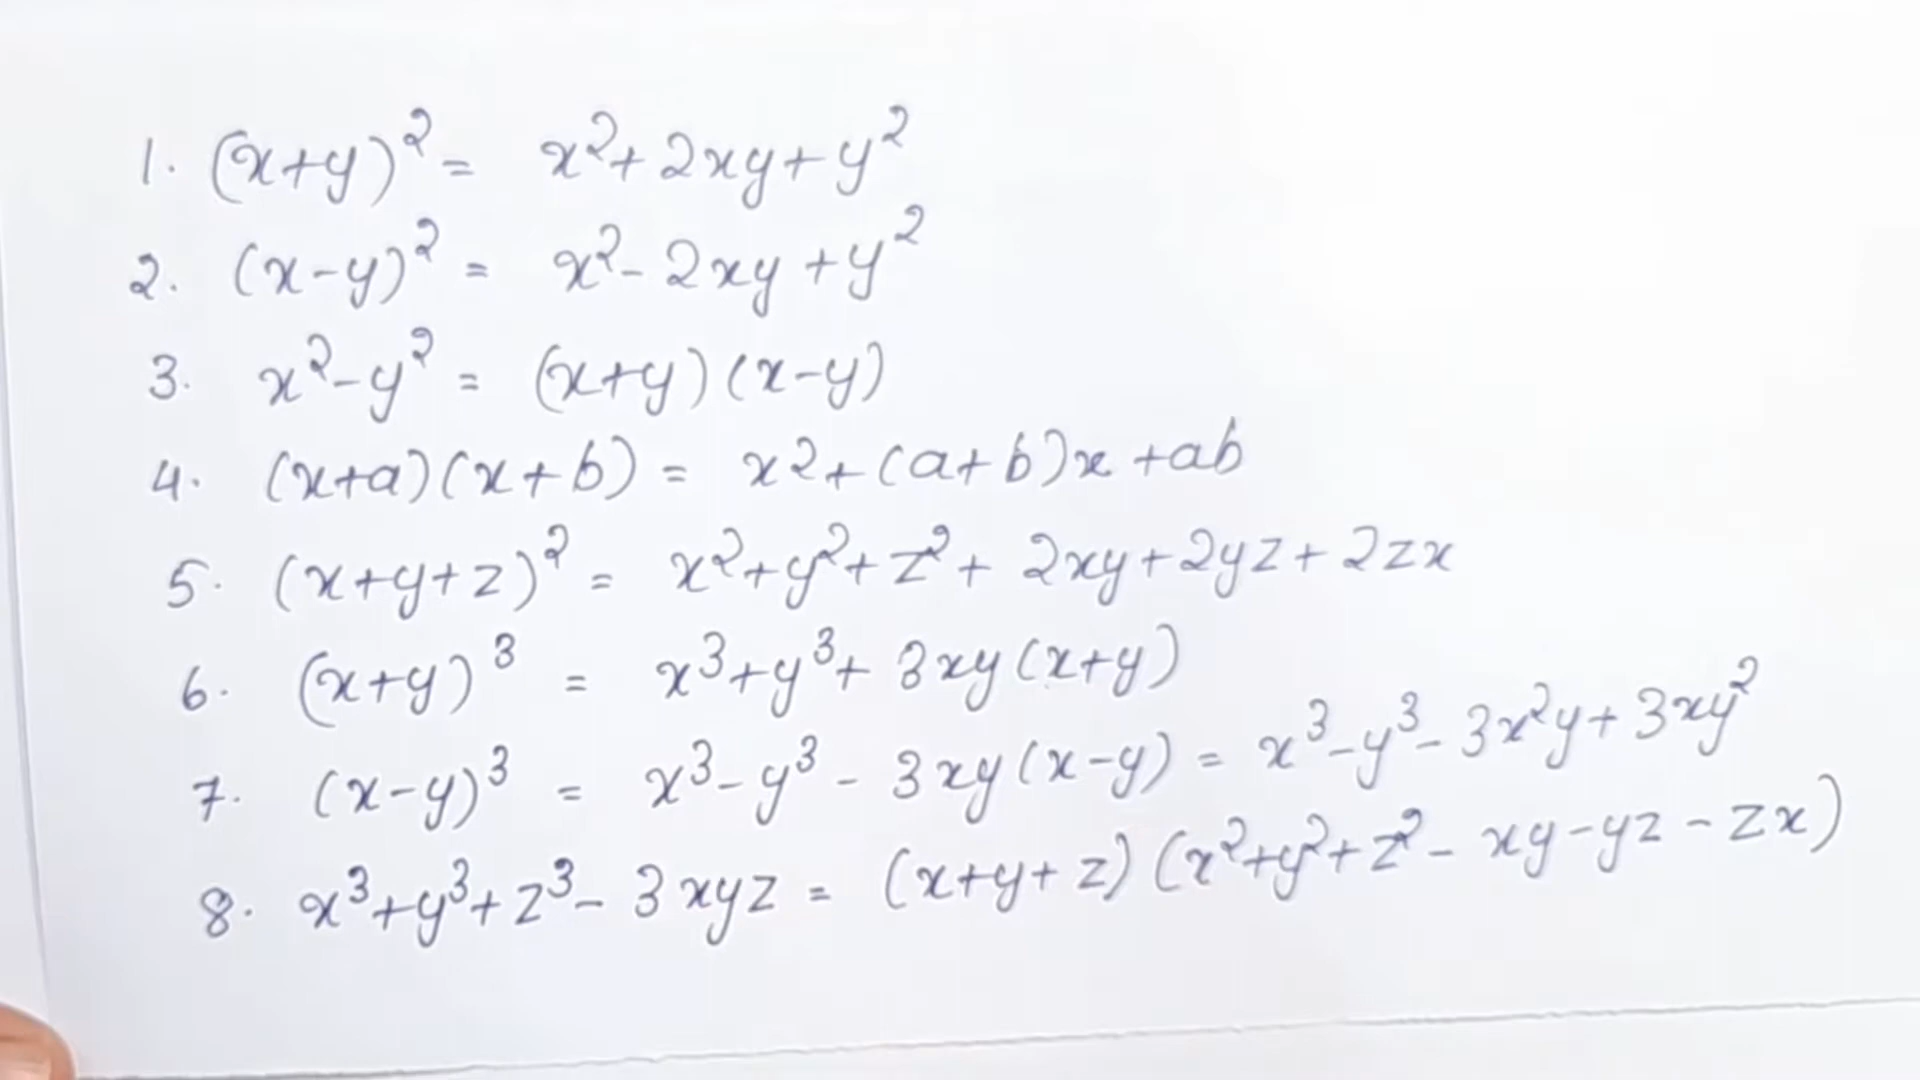 1. (x+y)² = x²+2xy+y²
2. (x-y)² = x²-2xy+y²
3. x²-y² = (x+y)(x-y)
4. (x+a)(x+b) = x²+(a+b)x+ab
5. (x+y+z)² = x²+y²+z²+2xy+2yz+2zx
6. (x+y)³ = x³+y³+3xy(x+y)
7. (x-y)³ = x³-y³-3xy(x-y) = x³-y³-3x²y+3xy²
8. x³+y³+z³-3xyz = (x+y+z)(x²+y²+z²-xy-yz-zx)